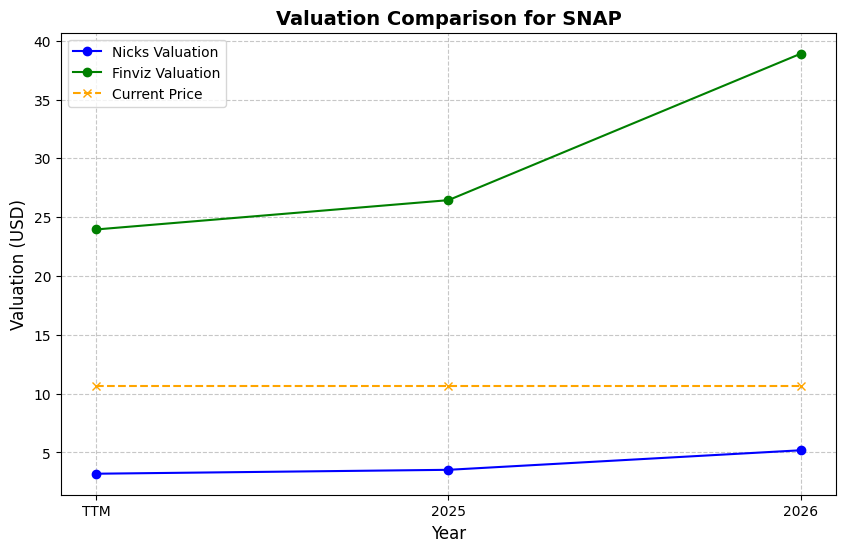 Valuation Comparison for SNAP
Nicks Valuation
Finviz Valuation
Current Price
Valuation (USD)
40
35
30
25
20
15
10
5
TTM
2025
2026
Year